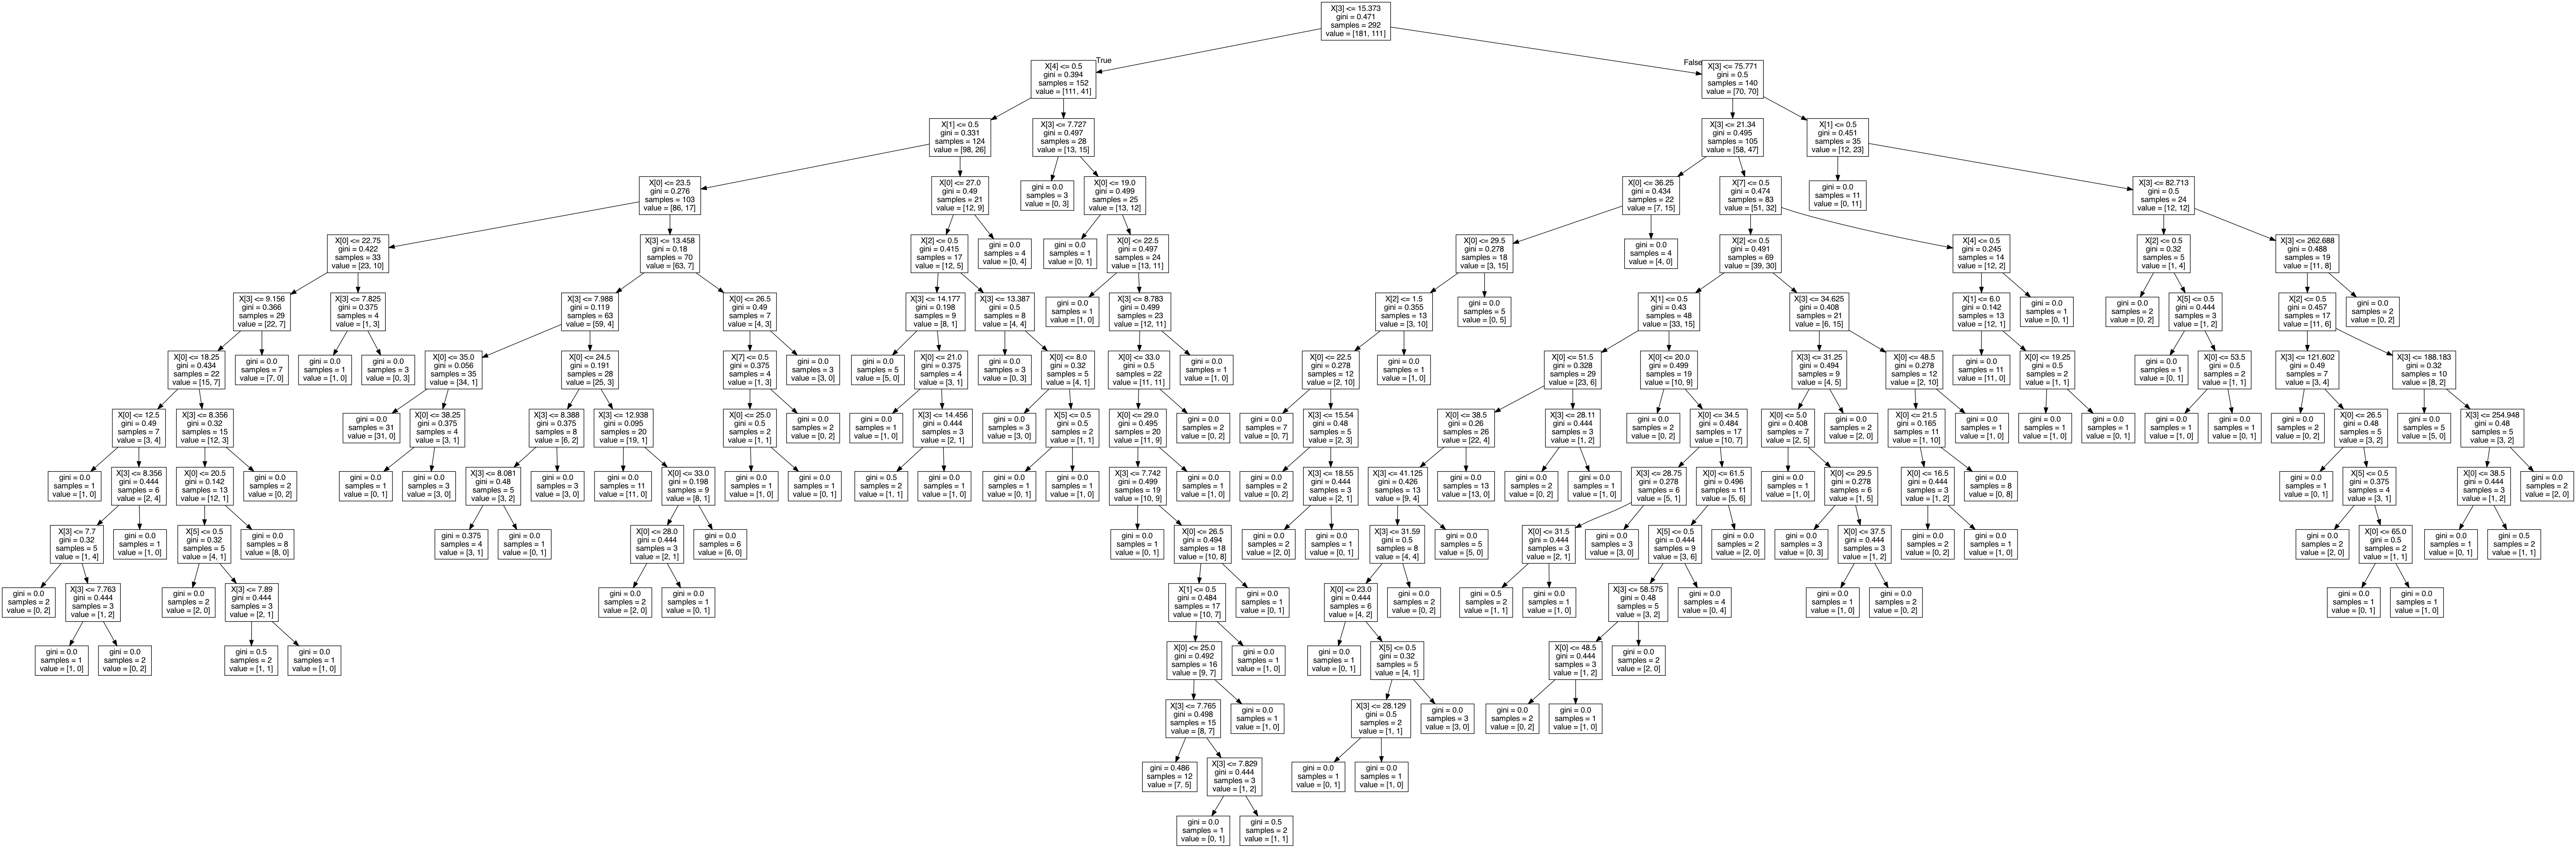 X[3] <= 15.373
gini = 0.471
samples = 292
value = [181, 111]
True
False
X[4] <= 0.5
gini = 0.394
samples = 152
value = [111, 41]
X[3] <= 75.771
gini = 0.5
samples = 140
value = [70, 70]
X[1] <= 0.5
gini = 0.331
samples = 124
value = [98, 26]
X[3] <= 7.727
gini = 0.497
samples = 28
value = [13, 15]
X[3] <= 21.34
gini = 0.495
samples = 105
value = [58, 47]
X[1] <= 0.5
gini = 0.451
samples = 35
value = [12, 23]
X[0] <= 23.5
gini = 0.276
samples = 103
value = [86, 17]
X[0] <= 27.0
gini = 0.49
samples = 21
value = [12, 9]
gini = 0.0
samples = 3
value = [0, 3]
X[0] <= 19.0
gini = 0.499
samples = 25
value = [13, 12]
X[0] <= 36.25
gini = 0.434
samples = 22
value = [7, 15]
X[7] <= 0.5
gini = 0.474
samples = 83
value = [51, 32]
gini = 0.0
samples = 11
value = [0, 11]
X[3] <= 82.713
gini = 0.5
samples = 24
value = [12, 12]
X[0] <= 22.75
gini = 0.422
samples = 33
value = [23, 10]
X[3] <= 13.458
gini = 0.18
samples = 70
value = [63, 7]
X[2] <= 0.5
gini = 0.415
samples = 17
value = [12, 5]
gini = 0.0
samples = 4
value = [0, 4]
gini = 0.0
samples = 1
value = [0, 1]
X[0] <= 22.5
gini = 0.497
samples = 24
value = [13, 11]
X[0] <= 29.5
gini = 0.278
samples = 18
value = [3, 15]
gini = 0.0
samples = 4
value = [4, 0]
X[2] <= 0.5
gini = 0.491
samples = 69
value = [39, 30]
X[4] <= 0.5
gini = 0.245
samples = 14
value = [12, 2]
X[2] <= 0.5
gini = 0.32
samples = 5
value = [1, 4]
X[3] <= 262.688
gini = 0.488
samples = 19
value = [11, 8]
X[3] <= 9.156
gini = 0.366
samples = 29
value = [22, 7]
X[3] <= 7.825
gini = 0.375
samples = 4
value = [1, 3]
X[3] <= 7.988
gini = 0.119
samples = 63
value = [59, 4]
X[0] <= 26.5
gini = 0.49
samples = 7
value = [4, 3]
X[3] <= 14.177
gini = 0.198
samples = 9
value = [8, 1]
X[3] <= 13.387
gini = 0.5
samples = 8
value = [4, 4]
gini = 0.0
samples = 1
value = [1, 0]
X[3] <= 8.783
gini = 0.499
samples = 23
value = [12, 11]
X[2] <= 1.5
gini = 0.355
samples = 13
value = [3, 10]
gini = 0.0
samples = 5
value = [0, 5]
X[1] <= 0.5
gini = 0.43
samples = 48
value = [33, 15]
X[3] <= 34.625
gini = 0.408
samples = 21
value = [6, 15]
X[1] <= 6.0
gini = 0.142
samples = 13
value = [12, 1]
gini = 0.0
samples = 1
value = [0, 1]
gini = 0.0
samples = 2
value = [0, 2]
X[5] <= 0.5
gini = 0.444
samples = 3
value = [1, 2]
X[2] <= 0.5
gini = 0.457
samples = 17
value = [11, 6]
gini = 0.0
samples = 2
value = [0, 2]
X[0] <= 18.25
gini = 0.434
samples = 22
value = [15, 7]
gini = 0.0
samples = 7
value = [7, 0]
gini = 0.0
samples = 1
value = [1, 0]
gini = 0.0
samples = 3
value = [0, 3]
X[0] <= 35.0
gini = 0.056
samples = 35
value = [34, 1]
X[0] <= 24.5
gini = 0.191
samples = 28
value = [25, 3]
X[7] <= 0.5
gini = 0.375
samples = 4
value = [1, 3]
gini = 0.0
samples = 3
value = [3, 0]
gini = 0.0
samples = 5
value = [5, 0]
X[0] <= 21.0
gini = 0.375
samples = 4
value = [3, 1]
gini = 0.0
samples = 3
value = [0, 3]
X[0] <= 8.0
gini = 0.32
samples = 5
value = [4, 1]
X[0] <= 33.0
gini = 0.5
samples = 22
value = [11, 11]
gini = 0.0
samples = 1
value = [1, 0]
X[0] <= 22.5
gini = 0.278
samples = 12
value = [2, 10]
gini = 0.0
samples = 1
value = [1, 0]
X[0] <= 51.5
gini = 0.328
samples = 29
value = [23, 6]
X[0] <= 20.0
gini = 0.499
samples = 19
value = [10, 9]
X[3] <= 31.25
gini = 0.494
samples = 9
value = [4, 5]
X[0] <= 48.5
gini = 0.278
samples = 12
value = [2, 10]
gini = 0.0
samples = 11
value = [11, 0]
X[0] <= 19.25
gini = 0.5
samples = 2
value = [1, 1]
gini = 0.0
samples = 1
value = [0, 1]
X[0] <= 53.5
gini = 0.5
samples = 2
value = [1, 1]
X[3] <= 121.602
gini = 0.49
samples = 7
value = [3, 4]
X[3] <= 188.183
gini = 0.32
samples = 10
value = [8, 2]
X[0] <= 12.5
gini = 0.49
samples = 7
value = [3, 4]
X[3] <= 8.356
gini = 0.32
samples = 15
value = [12, 3]
gini = 0.0
samples = 31
value = [31, 0]
X[0] <= 38.25
gini = 0.375
samples = 4
value = [3, 1]
X[3] <= 8.388
gini = 0.375
samples = 8
value = [6, 2]
X[3] <= 12.938
gini = 0.095
samples = 20
value = [19, 1]
X[0] <= 25.0
gini = 0.5
samples = 2
value = [1, 1]
gini = 0.0
samples = 2
value = [0, 2]
gini = 0.0
samples = 1
value = [1, 0]
X[3] <= 14.456
gini = 0.444
samples = 3
value = [2, 1]
gini = 0.0
samples = 3
value = [3, 0]
X[5] <= 0.5
gini = 0.5
samples = 2
value = [1, 1]
X[0] <= 29.0
gini = 0.495
samples = 20
value = [11, 9]
gini = 0.0
samples = 2
value = [0, 2]
gini = 0.0
samples = 7
value = [0, 7]
X[3] <= 15.54
gini = 0.48
samples = 5
value = [2, 3]
X[0] <= 38.5
gini = 0.26
samples = 26
value = [22, 4]
X[3] <= 28.11
gini = 0.444
samples = 3
value = [1, 2]
gini = 0.0
samples = 2
value = [0, 2]
X[0] <= 34.5
gini = 0.484
samples = 17
value = [10, 7]
X[0] <= 5.0
gini = 0.408
samples = 7
value = [2, 5]
gini = 0.0
samples = 2
value = [2, 0]
X[0] <= 21.5
gini = 0.165
samples = 11
value = [1, 10]
gini = 0.0
samples = 1
value = [1, 0]
gini = 0.0
samples = 1
value = [1, 0]
gini = 0.0
samples = 1
value = [0, 1]
gini = 0.0
samples = 1
value = [1, 0]
gini = 0.0
samples = 1
value = [0, 1]
gini = 0.0
samples = 2
value = [0, 2]
X[0] <= 26.5
gini = 0.48
samples = 5
value = [3, 2]
gini = 0.0
samples = 5
value = [5, 0]
X[3] <= 254.948
gini = 0.48
samples = 5
value = [3, 2]
gini = 0.0
samples = 1
value = [1, 0]
X[3] <= 8.356
gini = 0.444
samples = 6
value = [2, 4]
X[0] <= 20.5
gini = 0.142
samples = 13
value = [12, 1]
gini = 0.0
samples = 2
value = [0, 2]
gini = 0.0
samples = 1
value = [0, 1]
gini = 0.0
samples = 3
value = [3, 0]
X[3] <= 8.081
gini = 0.48
samples = 5
value = [3, 2]
gini = 0.0
samples = 3
value = [3, 0]
gini = 0.0
samples = 11
value = [11, 0]
X[0] <= 33.0
gini = 0.198
samples = 9
value = [8, 1]
gini = 0.0
samples = 1
value = [1, 0]
gini = 0.0
samples = 1
value = [0, 1]
gini = 0.5
samples = 2
value = [1, 1]
gini = 0.0
samples = 1
value = [1, 0]
gini = 0.0
samples = 1
value = [0, 1]
gini = 0.0
samples = 1
value = [1, 0]
X[3] <= 7.742
gini = 0.499
samples = 19
value = [10, 9]
gini = 0.0
samples = 1
value = [1, 0]
gini = 0.0
samples = 2
value = [0, 2]
X[3] <= 18.55
gini = 0.444
samples = 3
value = [2, 1]
X[3] <= 41.125
gini = 0.426
samples = 13
value = [9, 4]
gini = 0.0
samples = 13
value = [13, 0]
gini = 0.0
samples = 2
value = [0, 2]
gini = 0.0
samples = 1
value = [1, 0]
X[3] <= 28.75
gini = 0.278
samples = 6
value = [5, 1]
X[0] <= 61.5
gini = 0.496
samples = 11
value = [5, 6]
gini = 0.0
samples = 1
value = [1, 0]
X[0] <= 29.5
gini = 0.278
samples = 6
value = [1, 5]
X[0] <= 16.5
gini = 0.444
samples = 3
value = [1, 2]
gini = 0.0
samples = 8
value = [0, 8]
gini = 0.0
samples = 1
value = [0, 1]
X[5] <= 0.5
gini = 0.375
samples = 4
value = [3, 1]
X[0] <= 38.5
gini = 0.444
samples = 3
value = [1, 2]
gini = 0.0
samples = 2
value = [2, 0]
X[3] <= 7.7
gini = 0.32
samples = 5
value = [1, 4]
gini = 0.0
samples = 1
value = [1, 0]
X[5] <= 0.5
gini = 0.32
samples = 5
value = [4, 1]
gini = 0.0
samples = 8
value = [8, 0]
gini = 0.375
samples = 4
value = [3, 1]
gini = 0.0
samples = 1
value = [0, 1]
X[0] <= 28.0
gini = 0.444
samples = 3
value = [2, 1]
gini = 0.0
samples = 6
value = [6, 0]
gini = 0.0
samples = 1
value = [0, 1]
X[0] <= 26.5
gini = 0.494
samples = 18
value = [10, 8]
gini = 0.0
samples = 2
value = [2, 0]
gini = 0.0
samples = 1
value = [0, 1]
X[3] <= 31.59
gini = 0.5
samples = 8
value = [4, 4]
gini = 0.0
samples = 5
value = [5, 0]
X[0] <= 31.5
gini = 0.444
samples = 3
value = [2, 1]
gini = 0.0
samples = 3
value = [3, 0]
X[5] <= 0.5
gini = 0.444
samples = 9
value = [3, 6]
gini = 0.0
samples = 2
value = [2, 0]
gini = 0.0
samples = 3
value = [0, 3]
X[0] <= 37.5
gini = 0.444
samples = 3
value = [1, 2]
gini = 0.0
samples = 2
value = [0, 2]
gini = 0.0
samples = 1
value = [1, 0]
gini = 0.0
samples = 2
value = [2, 0]
X[0] <= 65.0
gini = 0.5
samples = 2
value = [1, 1]
gini = 0.0
samples = 1
value = [0, 1]
gini = 0.5
samples = 2
value = [1, 1]
gini = 0.0
samples = 2
value = [0, 2]
X[3] <= 7.763
gini = 0.444
samples = 3
value = [1, 2]
gini = 0.0
samples = 2
value = [2, 0]
X[3] <= 7.89
gini = 0.444
samples = 3
value = [2, 1]
gini = 0.0
samples = 2
value = [2, 0]
gini = 0.0
samples = 1
value = [0, 1]
X[1] <= 0.5
gini = 0.484
samples = 17
value = [10, 7]
gini = 0.0
samples = 1
value = [0, 1]
X[0] <= 23.0
gini = 0.444
samples = 6
value = [4, 2]
gini = 0.0
samples = 2
value = [0, 2]
gini = 0.5
samples = 2
value = [1, 1]
gini = 0.0
samples = 1
value = [1, 0]
X[3] <= 58.575
gini = 0.48
samples = 5
value = [3, 2]
gini = 0.0
samples = 4
value = [0, 4]
gini = 0.0
samples = 1
value = [1, 0]
gini = 0.0
samples = 2
value = [0, 2]
gini = 0.0
samples = 1
value = [0, 1]
gini = 0.0
samples = 1
value = [1, 0]
gini = 0.0
samples = 1
value = [1, 0]
gini = 0.0
samples = 2
value = [0, 2]
gini = 0.5
samples = 2
value = [1, 1]
gini = 0.0
samples = 1
value = [1, 0]
X[0] <= 25.0
gini = 0.492
samples = 16
value = [9, 7]
gini = 0.0
samples = 1
value = [1, 0]
gini = 0.0
samples = 1
value = [0, 1]
X[5] <= 0.5
gini = 0.32
samples = 5
value = [4, 1]
X[0] <= 48.5
gini = 0.444
samples = 3
value = [1, 2]
gini = 0.0
samples = 2
value = [2, 0]
X[3] <= 7.765
gini = 0.498
samples = 15
value = [8, 7]
gini = 0.0
samples = 1
value = [1, 0]
X[3] <= 28.129
gini = 0.5
samples = 2
value = [1, 1]
gini = 0.0
samples = 3
value = [3, 0]
gini = 0.0
samples = 2
value = [0, 2]
gini = 0.0
samples = 1
value = [1, 0]
gini = 0.486
samples = 12
value = [7, 5]
X[3] <= 7.829
gini = 0.444
samples = 3
value = [1, 2]
gini = 0.0
samples = 1
value = [0, 1]
gini = 0.0
samples = 1
value = [1, 0]
gini = 0.0
samples = 1
value = [0, 1]
gini = 0.5
samples = 2
value = [1, 1]